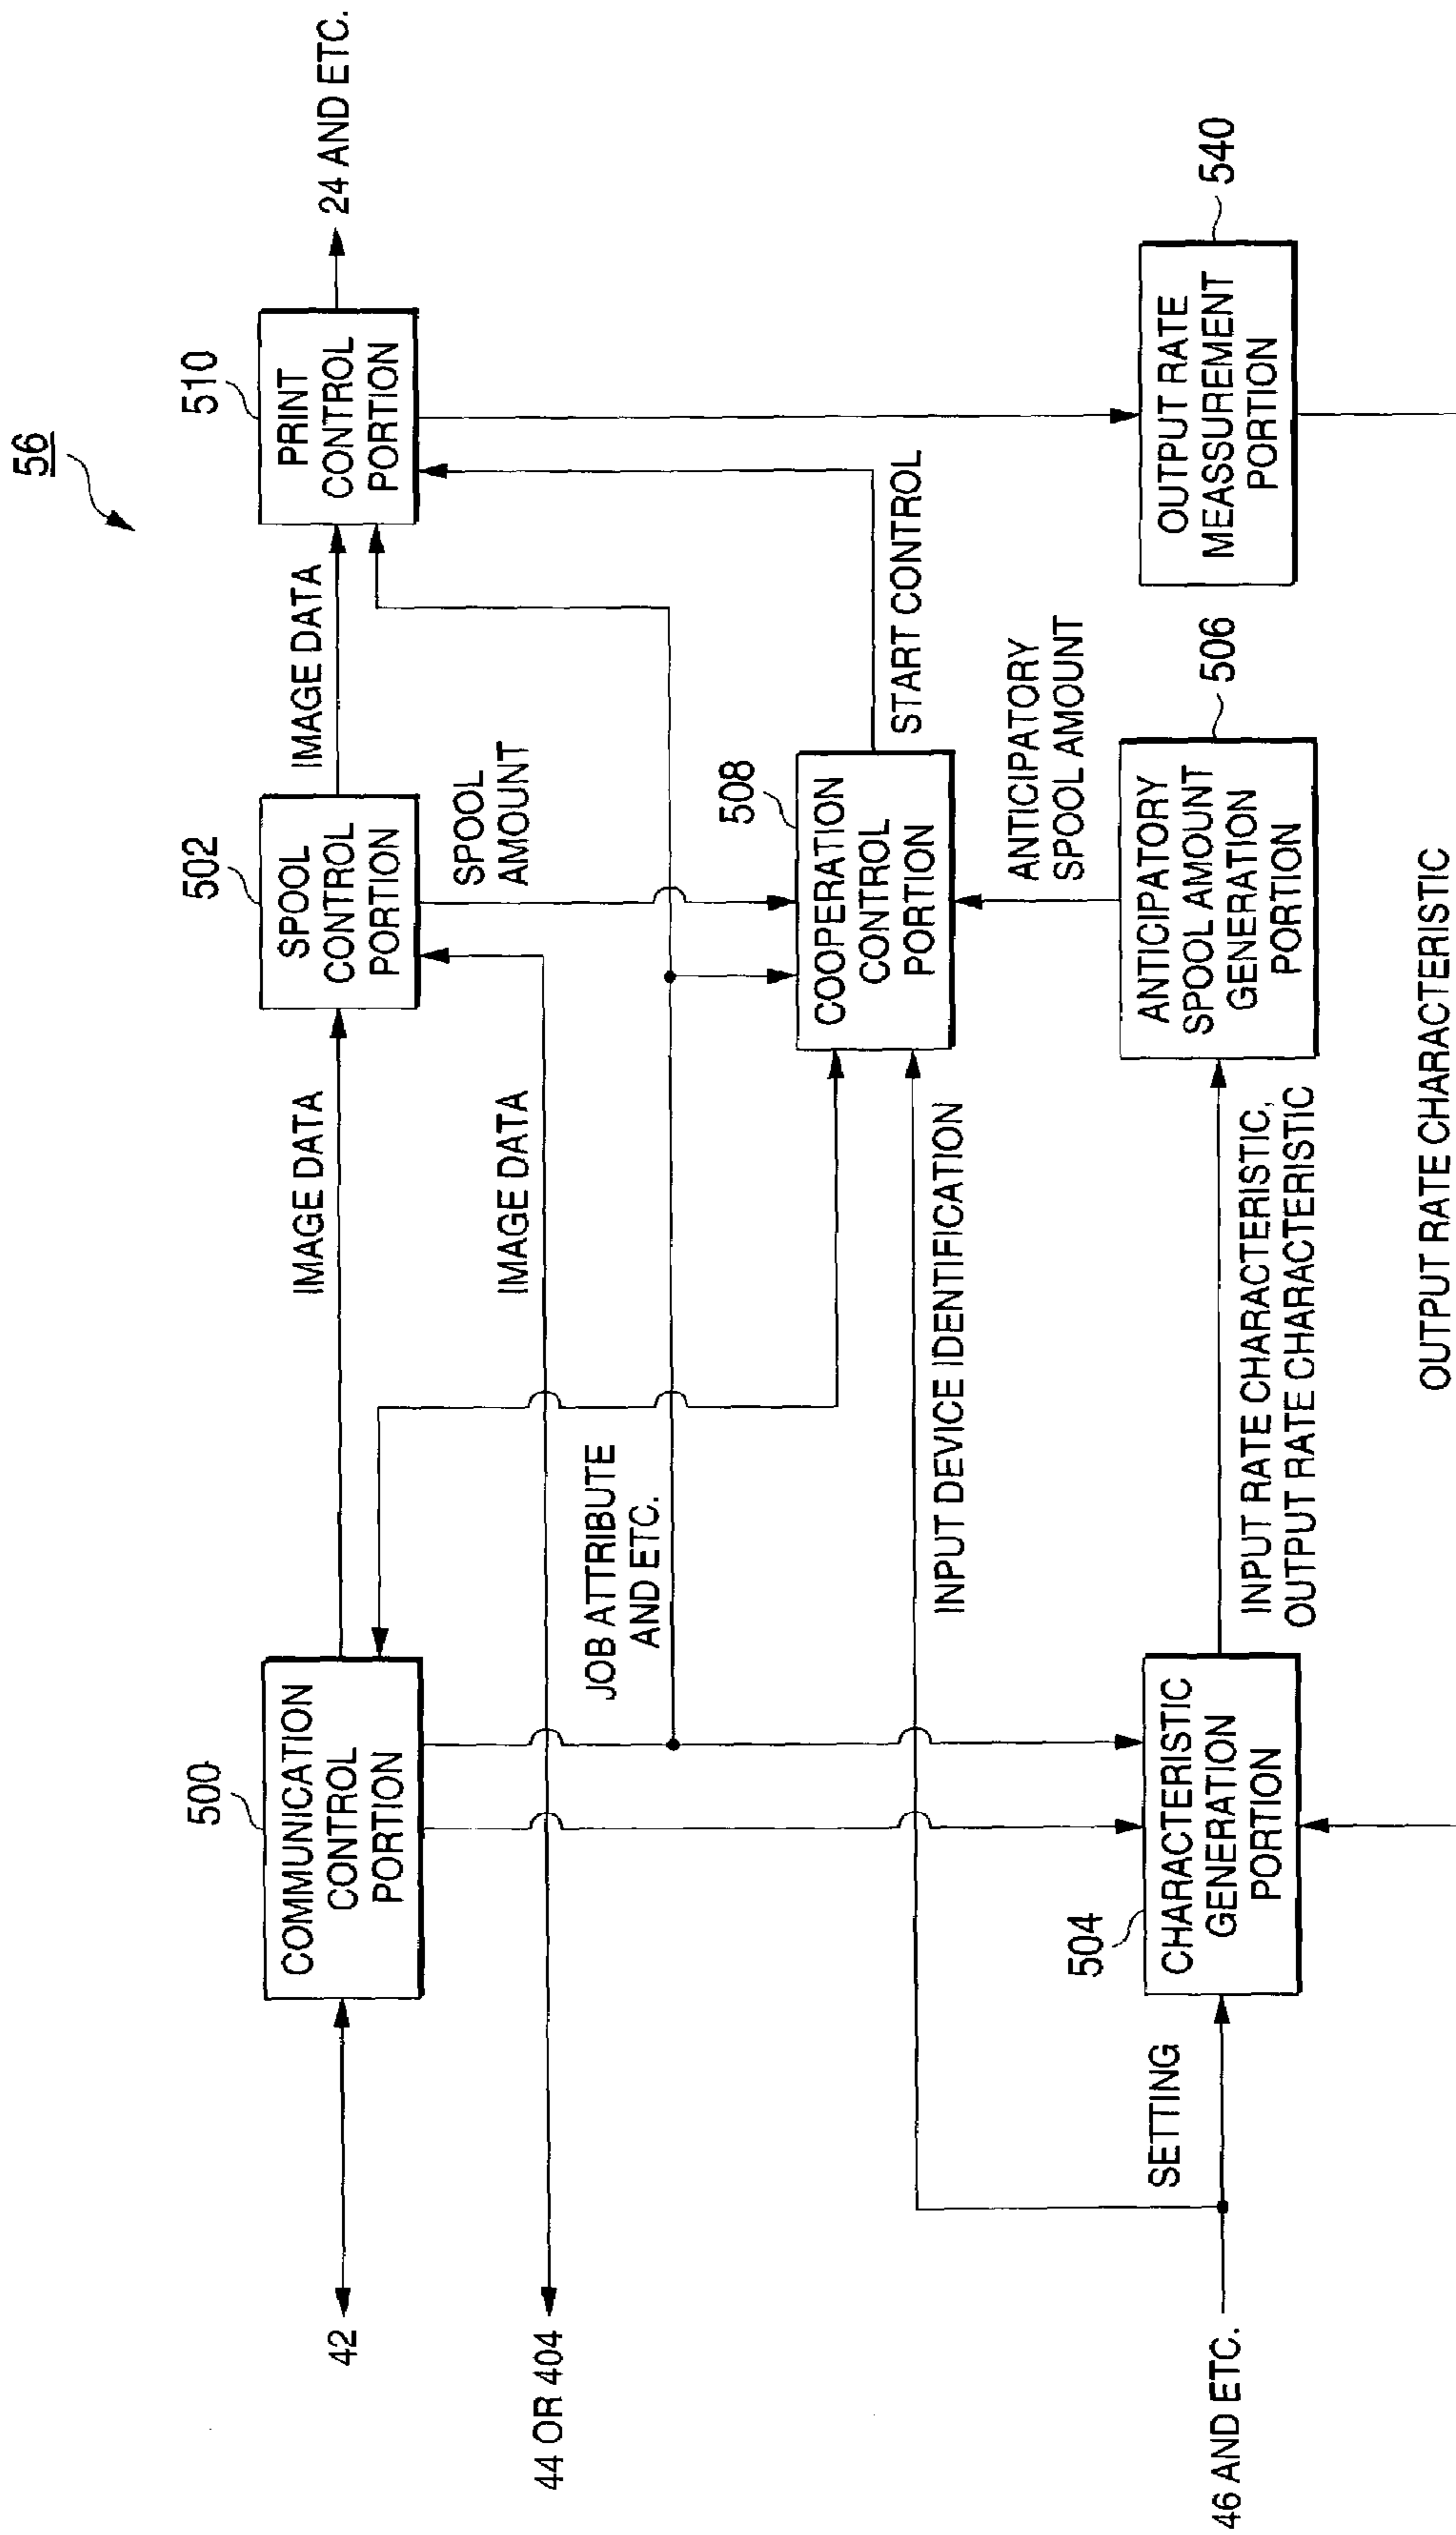 56
500
COMMUNICATION
CONTROL
PORTION
IMAGE DATA
502
SPOOL
CONTROL
PORTION
IMAGE DATA
510
PRINT
CONTROL
PORTION
24 AND ETC.
42
IMAGE DATA
SPOOL
AMOUNT
44 OR 404
JOB ATTRIBUTE
AND ETC.
508
COOPERATION
CONTROL
PORTION
START CONTROL
INPUT DEVICE IDENTIFICATION
ANTICIPATORY
SPOOL AMOUNT
504
CHARACTERISTIC
GENERATION
PORTION
SETTING
46 AND ETC.
INPUT RATE CHARACTERISTIC,
OUTPUT RATE CHARACTERISTIC
506
ANTICIPATORY
SPOOL AMOUNT
GENERATION
PORTION
540
OUTPUT RATE
MEASSUREMENT
PORTION
OUTPUT RATE CHARACTERISTIC